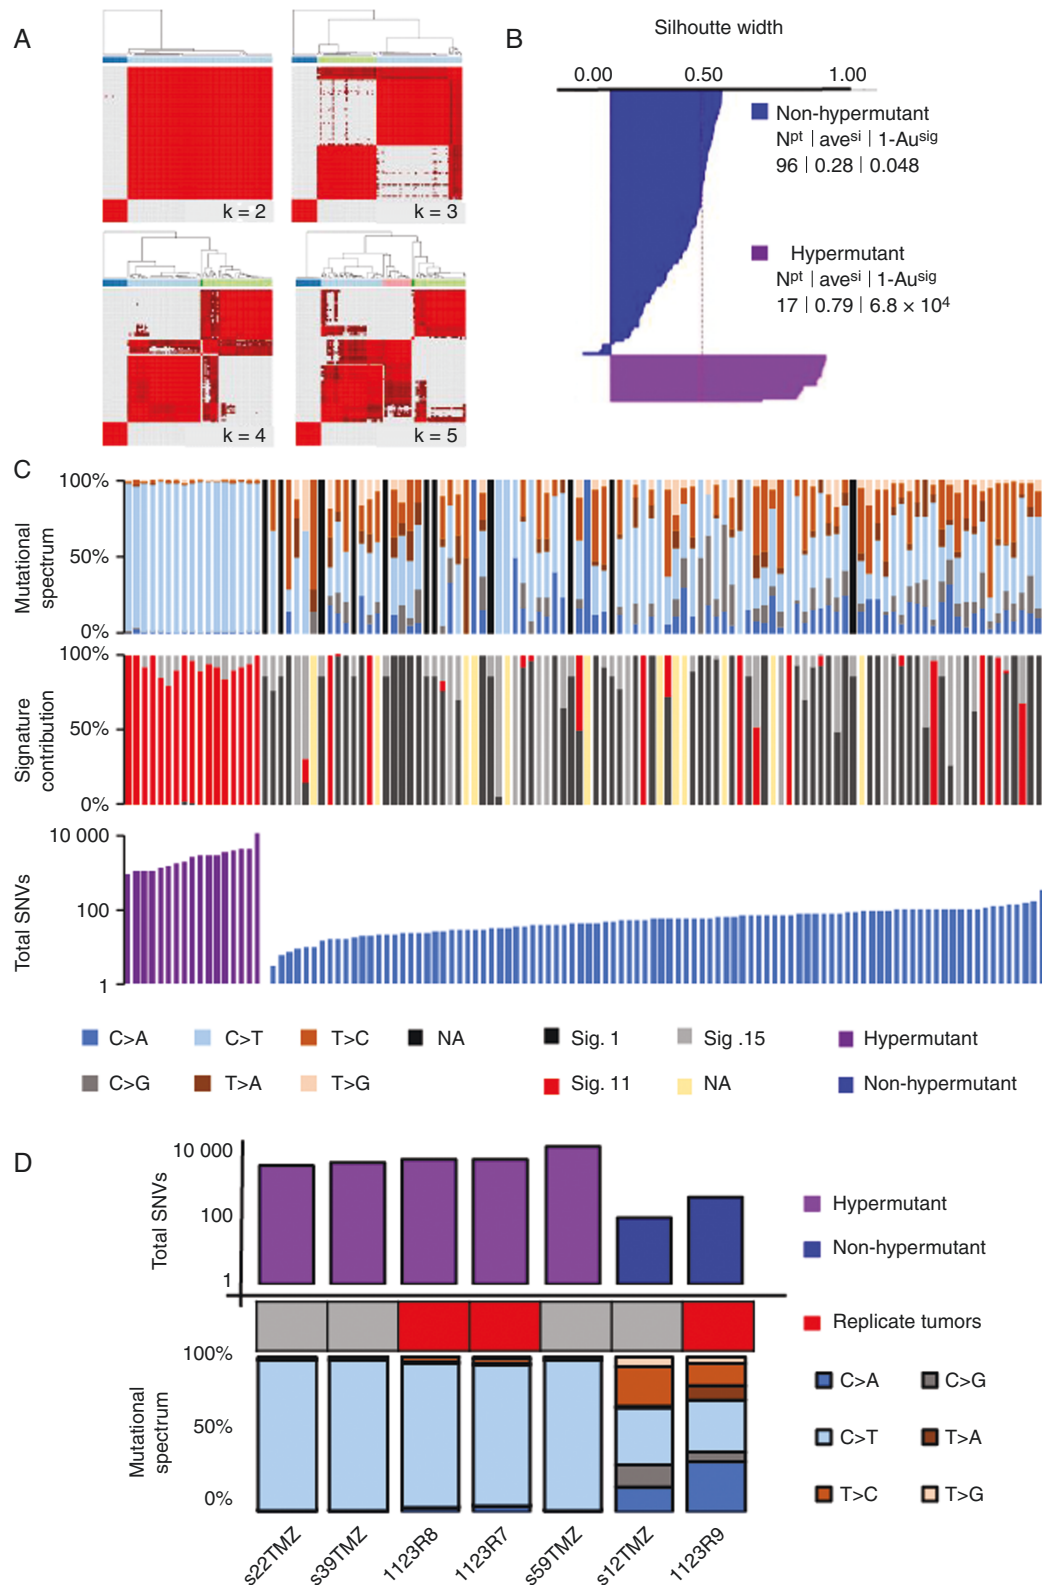 A
k = 2
k = 3
k = 4
k = 5
B
Silhoutte width
0.00 0.50 1.00
Non-hypermutant
Npt | avesi | 1-Ausig
96 | 0.28 | 0.048
Hypermutant
Npt | avesi | 1-Ausig
17 | 0.79 | 6.8 × 10⁴
C
Mutational
spectrum
100%
50%
0%
Signature
contribution
100%
50%
0%
Total SNVs
10 000
100
1
C>A C>T T>C NA Sig. 1 Sig .15 Hypermutant
C>G T>A T>G Sig. 11 NA Non-hypermutant
D
Total SNVs
10 000
100
1
Hypermutant
Non-hypermutant
Replicate tumors
Mutational
spectrum
100%
50%
0%
C>A C>G
C>T T>A
T>C T>G
s22TMZ s39TMZ 1123R8 1123R7 s59TMZ s12TMZ 1123R9